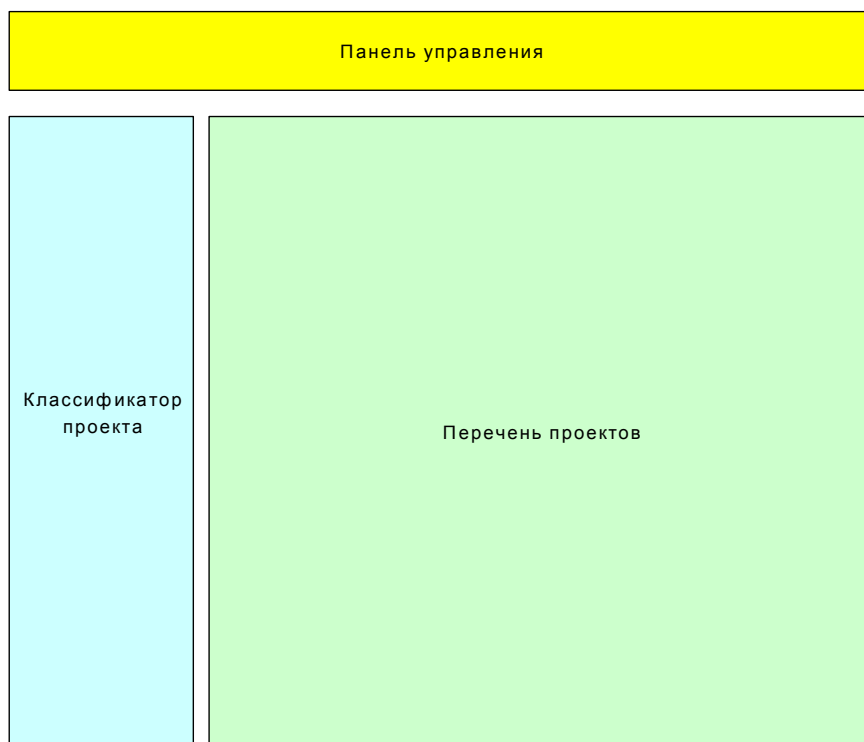 Панель управления
Классификатор
проекта
Перечень проектов